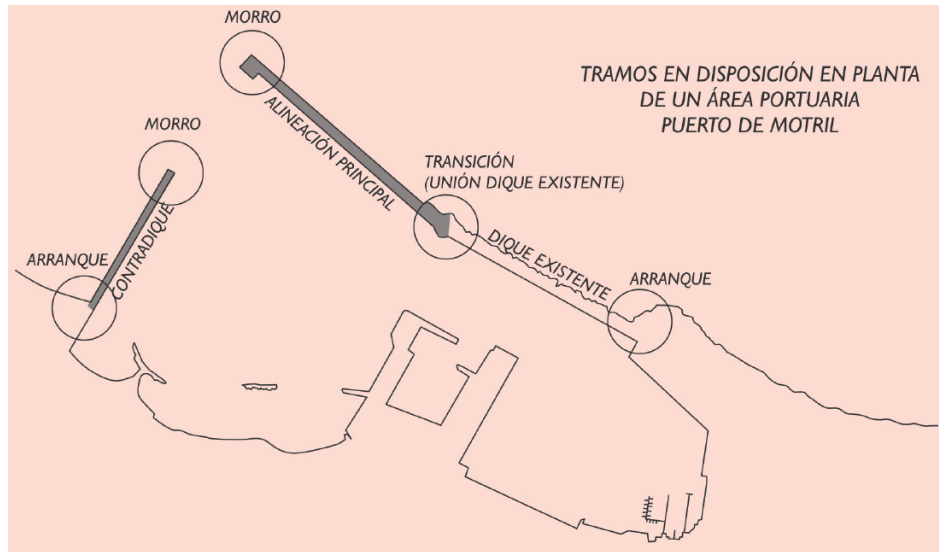 MORRO
TRAMOS EN DISPOSICIÓN EN PLANTA
DE UN ÁREA PORTUARIA
PUERTO DE MOTRIL
ALINEACIÓN PRINCIPAL
MORRO
TRANSICIÓN
(UNIÓN DIQUE EXISTENTE)
CONTRADIQUE
DIQUE EXISTENTE
ARRANQUE
ARRANQUE